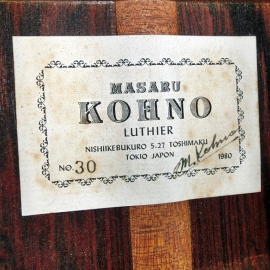 MASARU
KOHNO
LUTHIER
NISHIIKEBUKURO 5.27 TOSHIMAKU
TOKIO JAPON
NO. 30
M. Kohno
1980